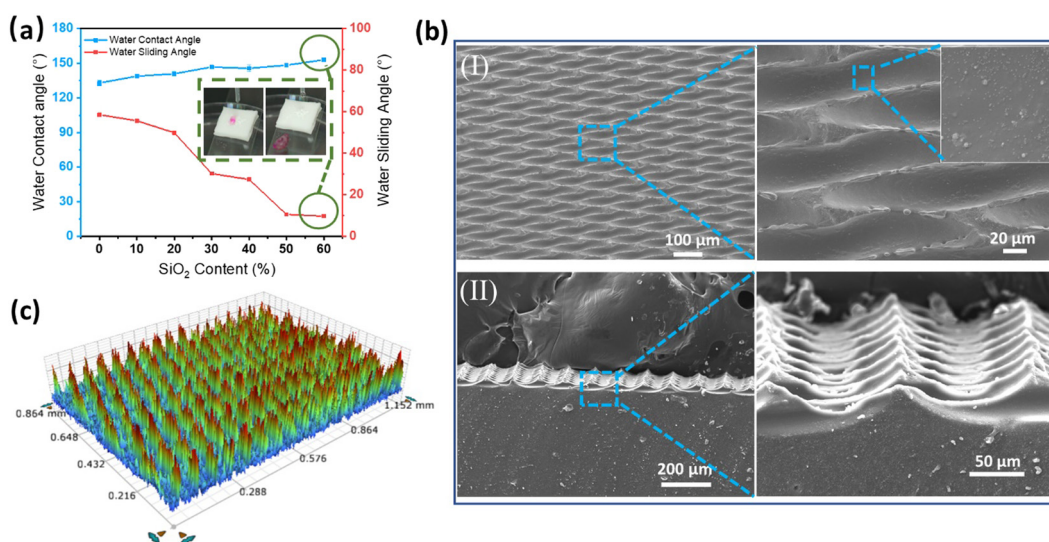 (a)
180
150
120
90
60
30
0
Water Contact angle (°)
Water Contact Angle
Water Sliding Angle
100
80
60
40
20
0
Water Sliding Angle (°)
0 10 20 30 40 50 60
SiO₂ Content (%)
(b)
(I)
100 μm
20 μm
(II)
200 μm
50 μm
(c)
0.864 mm
0.648
0.432
0.216
1.152 mm
0.864
0.576
0.288